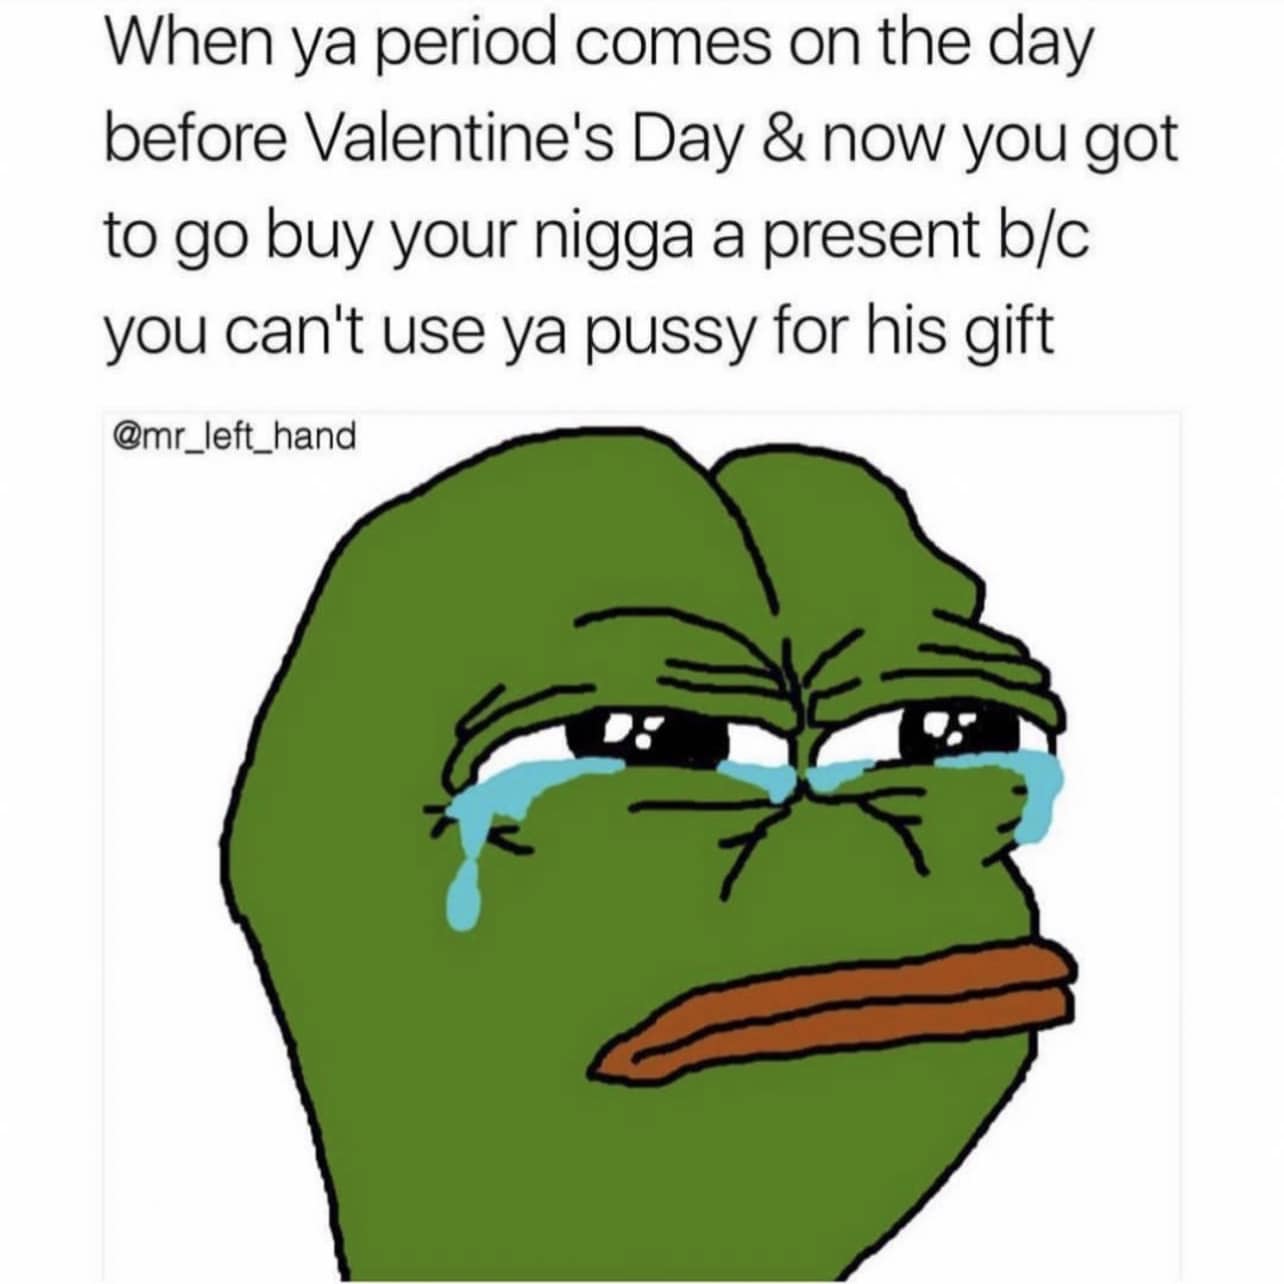 When ya period comes on the day
before Valentine's Day & now you got
to go buy your nigga a present b/c
you can't use ya pussy for his gift
@mr_left_hand